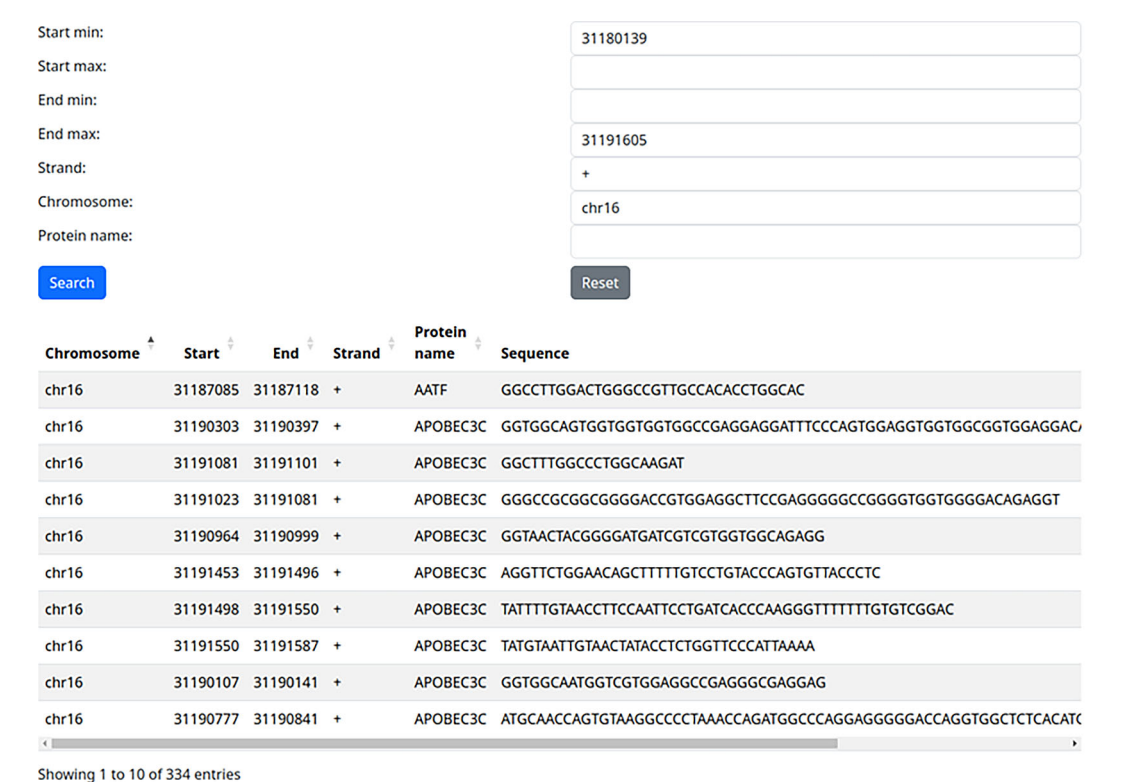 Start min: 31180139
Start max:
End min:
End max: 31191605
Strand: +
Chromosome: chr16
Protein name:
Search Reset
Chromosome Start End Strand Protein name Sequence
chr16 31187085 31187118 + AATF GGCCTTGGACTGGGCCGTTGCCACACCTGGCAC
chr16 31190303 31190397 + APOBEC3C GGTGGCAGTGGTGGTGGTGGCCGAGGAGGATTTCCCAGTGGAGGTGGTGGCGGTGGAGGACA
chr16 31191081 31191101 + APOBEC3C GGCTTTGGCCCTGGCAAGAT
chr16 31191023 31191081 + APOBEC3C GGGCCGCGGCGGGGACCGTGGAGGCTTCCGAGGGGGCCGGGGTGGTGGGGACAGAGGT
chr16 31190964 31190999 + APOBEC3C GGTAACTACGGGGATGATCGTCGTGGTGGCAGAGG
chr16 31191453 31191496 + APOBEC3C AGGTTCTGGAACAGCTTTTTGTCCTGTACCCAGTGTTACCCTC
chr16 31191498 31191550 + APOBEC3C TATTTTGTAACCTTCCAATTCCTGATCACCCAAGGGTTTTTTTGTGTCGGAC
chr16 31191550 31191587 + APOBEC3C TATGTAATTGTAACTATACCTCTGGTTCCCATTAAAA
chr16 31190107 31190141 + APOBEC3C GGTGGCAATGGTCGTGGAGGCCGAGGGCGAGGAG
chr16 31190777 31190841 + APOBEC3C ATGCAACCAGTGTAAGGCCCCTAAACCAGATGGCCCAGGAGGGGGACCAGGTGGCTCTCACATG
Showing 1 to 10 of 334 entries